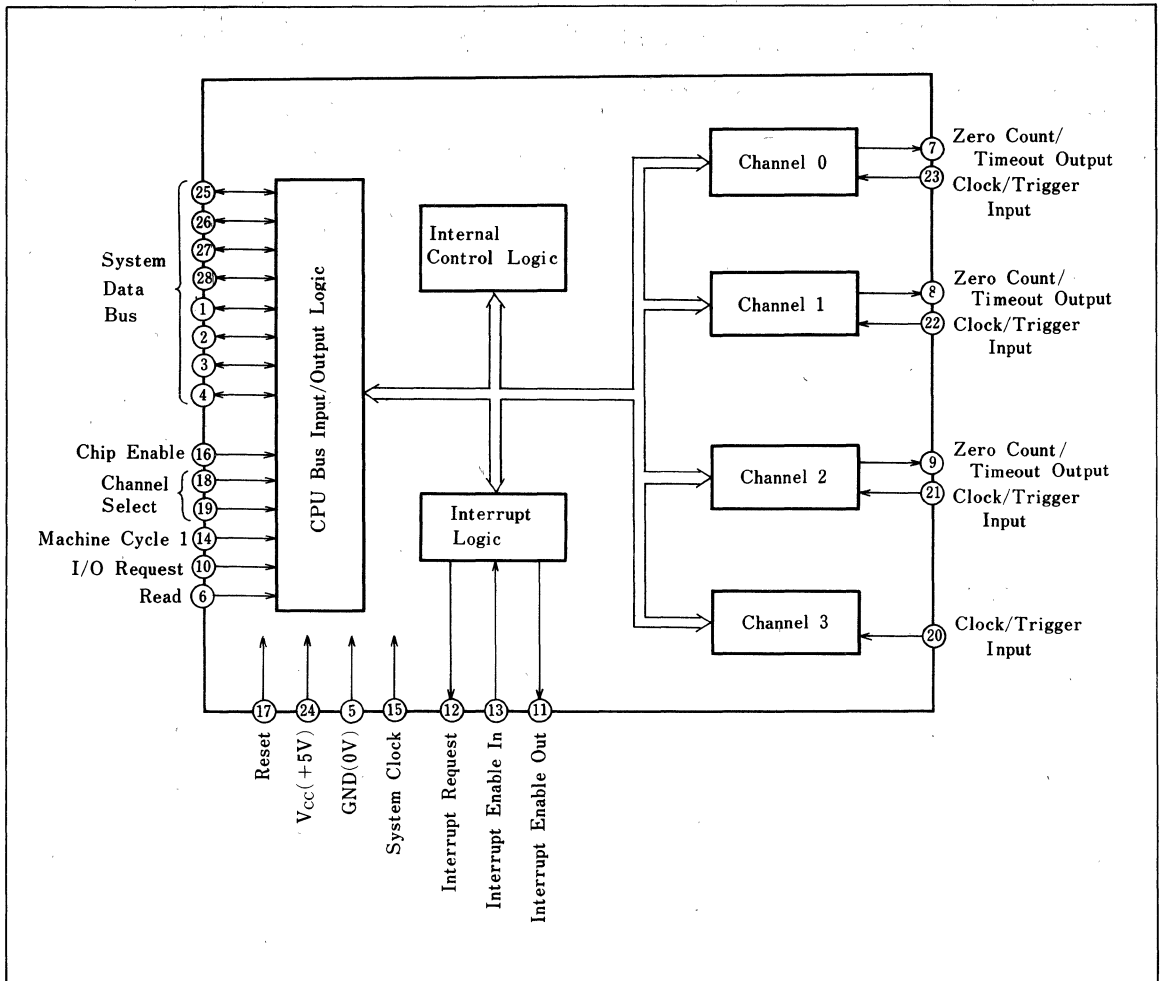 System
Data
Bus
25
26
27
28
1
2
3
4
Chip Enable
16
Channel
Select
18
19
Machine Cycle 1
14
I/O Request
10
Read
6
CPU Bus Input/Output Logic
Internal
Control Logic
Interrupt
Logic
Channel 0
7
Zero Count/
Timeout Output
23
Clock/Trigger
Input
Channel 1
8
Zero Count/
Timeout Output
22
Clock/Trigger
Input
Channel 2
9
Zero Count/
Timeout Output
21
Clock/Trigger
Input
Channel 3
20
Clock/Trigger
Input
17
24
5
15
12
13
11
Reset
Vcc(+5V)
GND(0V)
System Clock
Interrupt Request
Interrupt Enable In
Interrupt Enable Out